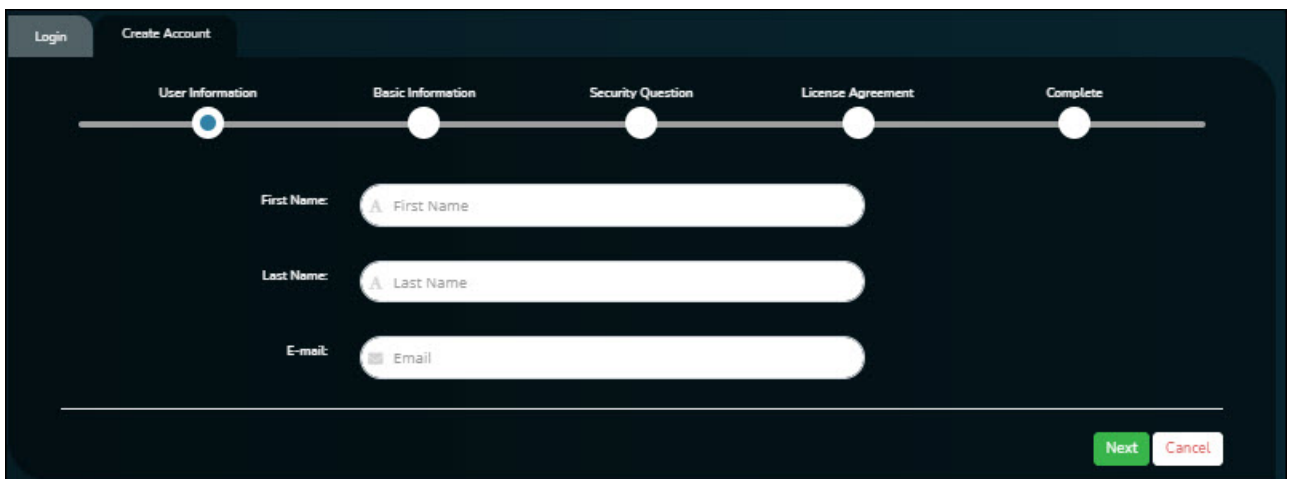 Login Create Account
User Information Basic Information Security Question License Agreement Complete
First Name: First Name
Last Name: Last Name
E-mail: Email
Next Cancel